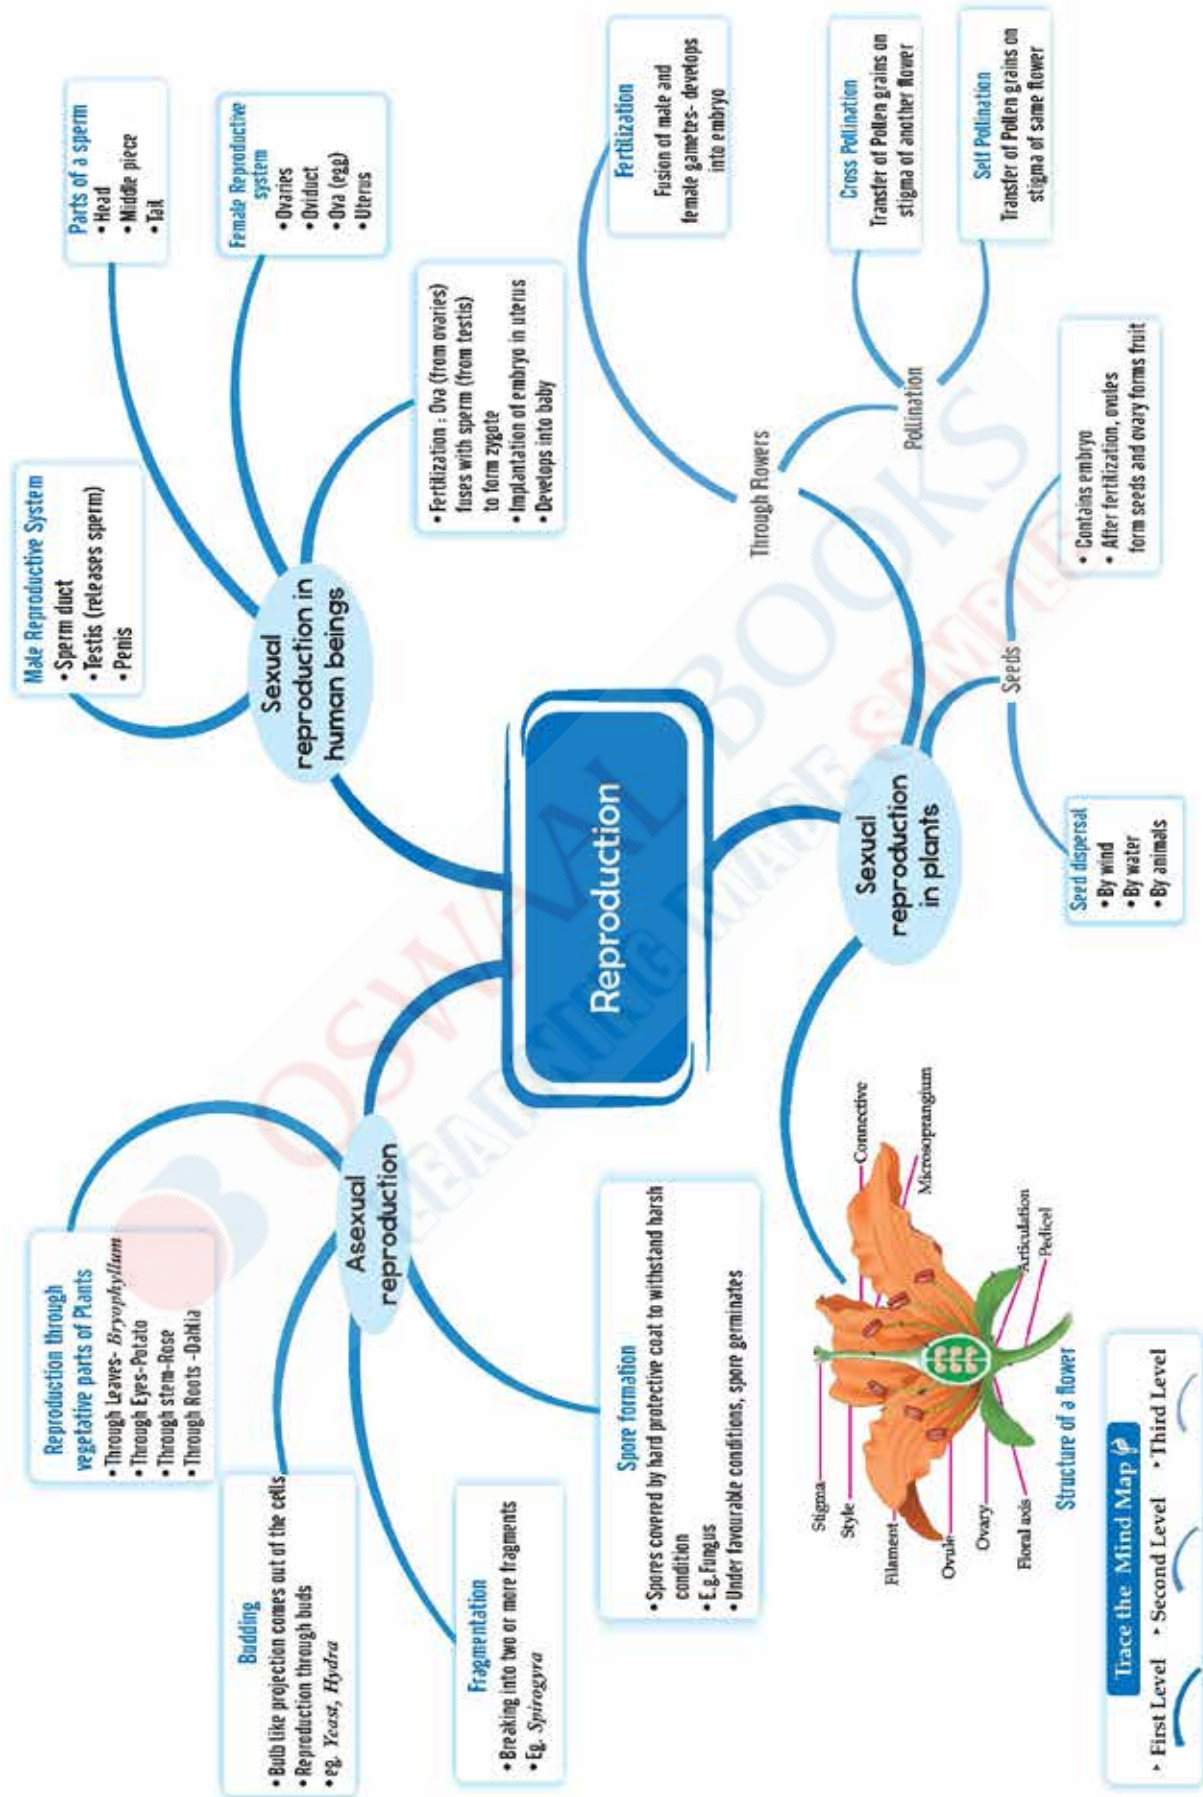 Reproduction
Asexual
reproduction
Reproduction through
vegetative parts of Plants
• Through Leaves- Bryophyllum
• Through Eyes-Potato
• Through stem-Rose
• Through Roots -Dahlia
Budding
• Bulb like projection comes out of the cells
• Reproduction through buds
• eg. Yeast, Hydra
Fragmentation
• Breaking into two or more fragments
• Eg. Spirogyra
Spore formation
• Spores covered by hard protective coat to withstand harsh
condition
• E.g.Fungus
• Under favourable conditions, spore germinates
Sexual
reproduction in
human beings
Male Reproductive System
• Sperm duct
• Testis (releases sperm)
• Penis
Parts of a sperm
• Head
• Middle piece
• Tail
Female Reproductive
system
• Ovaries
• Oviduct
• Ova (egg)
• Uterus
• Fertilization : Ova (from ovaries)
fuses with sperm (from testis)
to form zygote
• Implantation of embryo in uterus
• Develops into baby
Sexual
reproduction
in plants
Through Flowers
Fertilization
Fusion of male and
female gametes- develops
into embryo
Pollination
Cross Pollination
Transfer of Pollen grains on
stigma of another flower
Self Pollination
Transfer of Pollen grains on
stigma of same flower
Seeds
• Contains embryo
• After fertilization, ovules
form seeds and ovary forms fruit
Seed dispersal
• By wind
• By water
• By animals
Stigma
Style
Filament
Ovule
Ovary
Floral axis
Connective
Microsoprangium
Articulation
Pedicel
Structure of a flower
Trace the Mind Map
First Level
Second Level
Third Level
OSWAAL BOOKS
LEARNING MADE SIMPLE